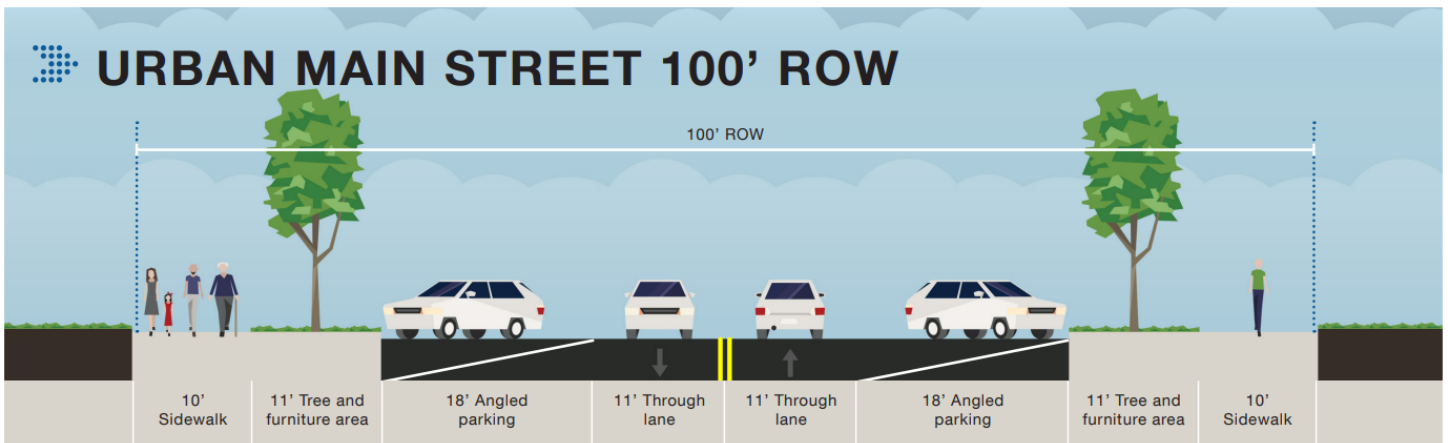 URBAN MAIN STREET 100’ ROW
100’ ROW
10’
Sidewalk
11’ Tree and
furniture area
18’ Angled
parking
11’ Through
lane
11’ Through
lane
18’ Angled
parking
11’ Tree and
furniture area
10’
Sidewalk